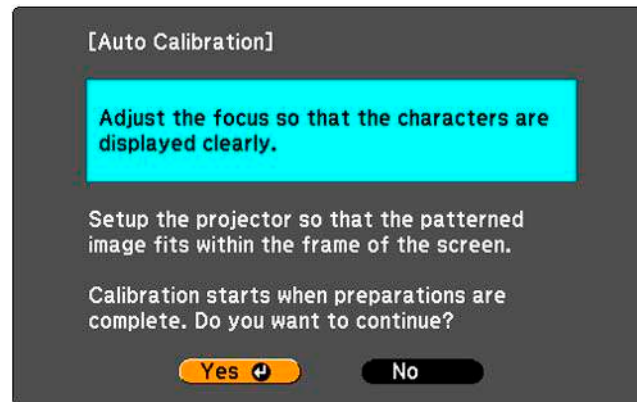 [Auto Calibration]
Adjust the focus so that the characters are
displayed clearly.
Setup the projector so that the patterned
image fits within the frame of the screen.
Calibration starts when preparations are
complete. Do you want to continue?
Yes No